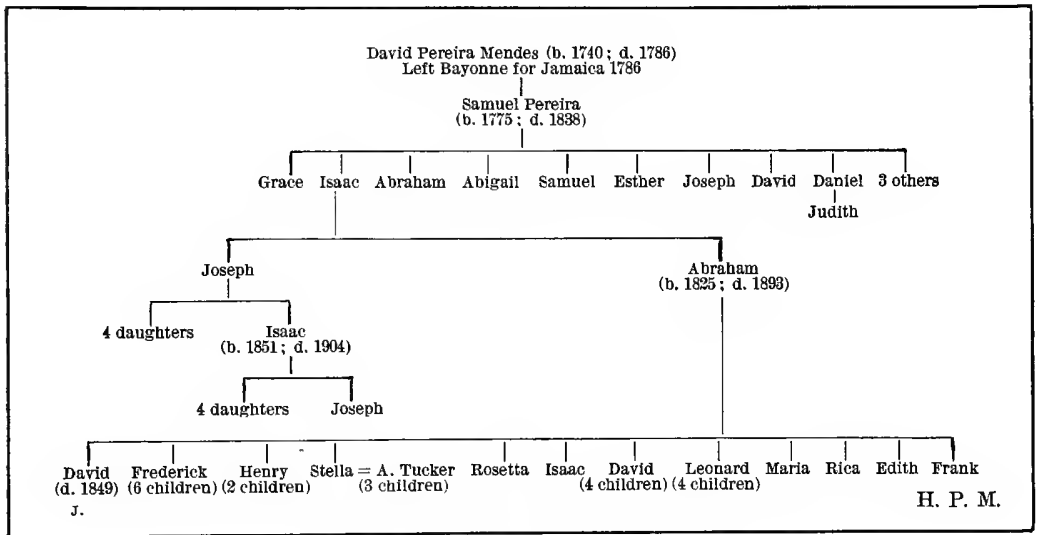 David Pereira Mendes (b. 1740; d. 1786)
Left Bayonne for Jamaica 1786
Samuel Pereira
(b. 1775; d. 1838)
Grace Isaac Abraham Abigail Samuel Esther Joseph David Daniel 3 others
Judith
Joseph Abraham
(b. 1825; d. 1893)
4 daughters Isaac
(b. 1851; d. 1904)
4 daughters Joseph
David Frederick Henry Stella = A. Tucker Rosetta Isaac David Leonard Maria Rica Edith Frank
(d. 1849) (6 children) (2 children) (3 children) (4 children) (4 children)
J. H. P. M.